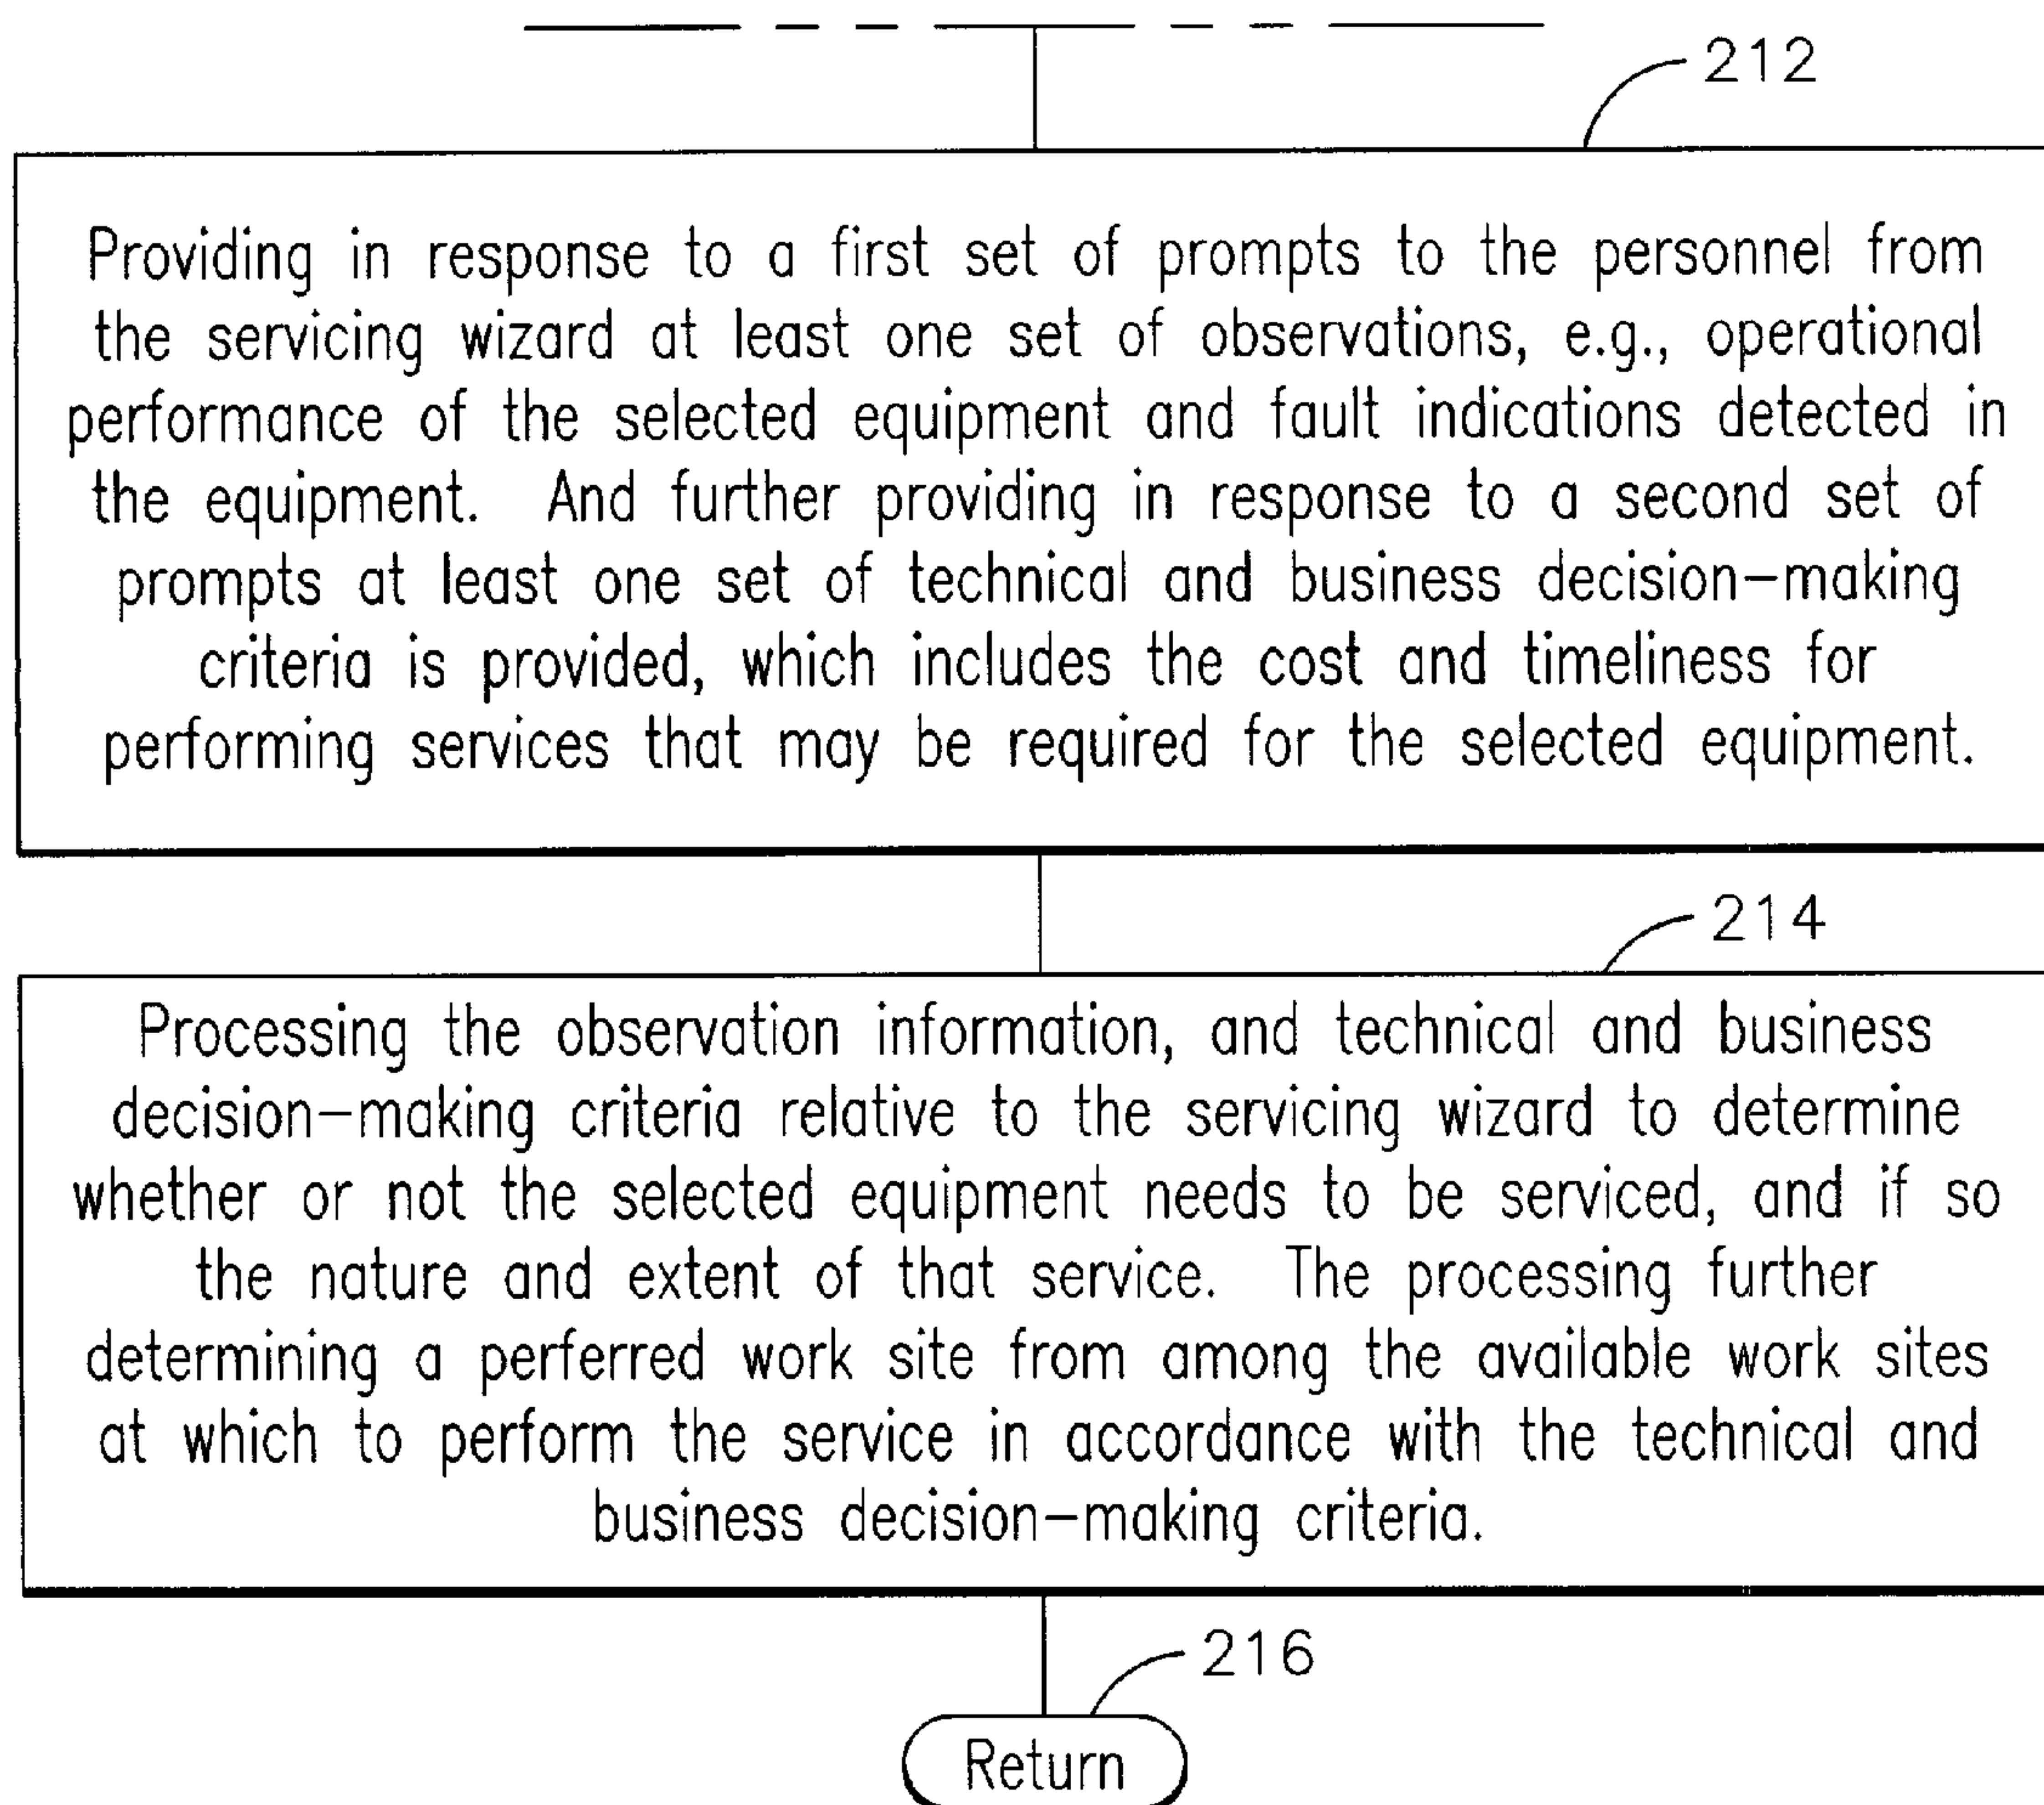 212
Providing in response to a first set of prompts to the personnel from
the servicing wizard at least one set of observations, e.g., operational
performance of the selected equipment and fault indications detected in
the equipment. And further providing in response to a second set of
prompts at least one set of technical and business decision-making
criteria is provided, which includes the cost and timeliness for
performing services that may be required for the selected equipment.
214
Processing the observation information, and technical and business
decision-making criteria relative to the servicing wizard to determine
whether or not the selected equipment needs to be serviced, and if so
the nature and extent of that service. The processing further
determining a perferred work site from among the available work sites
at which to perform the service in accordance with the technical and
business decision-making criteria.
216
Return